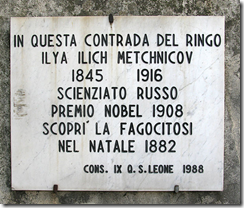 IN QUESTA CONTRADA DEL RINGO
ILYA ILICH METCHNICOV
1845 1916
SCIENZIATO RUSSO
PREMIO NOBEL 1908
SCOPRI' LA FAGOCITOSI
NEL NATALE 1882
CONS. IX Q. S. LEONE 1988